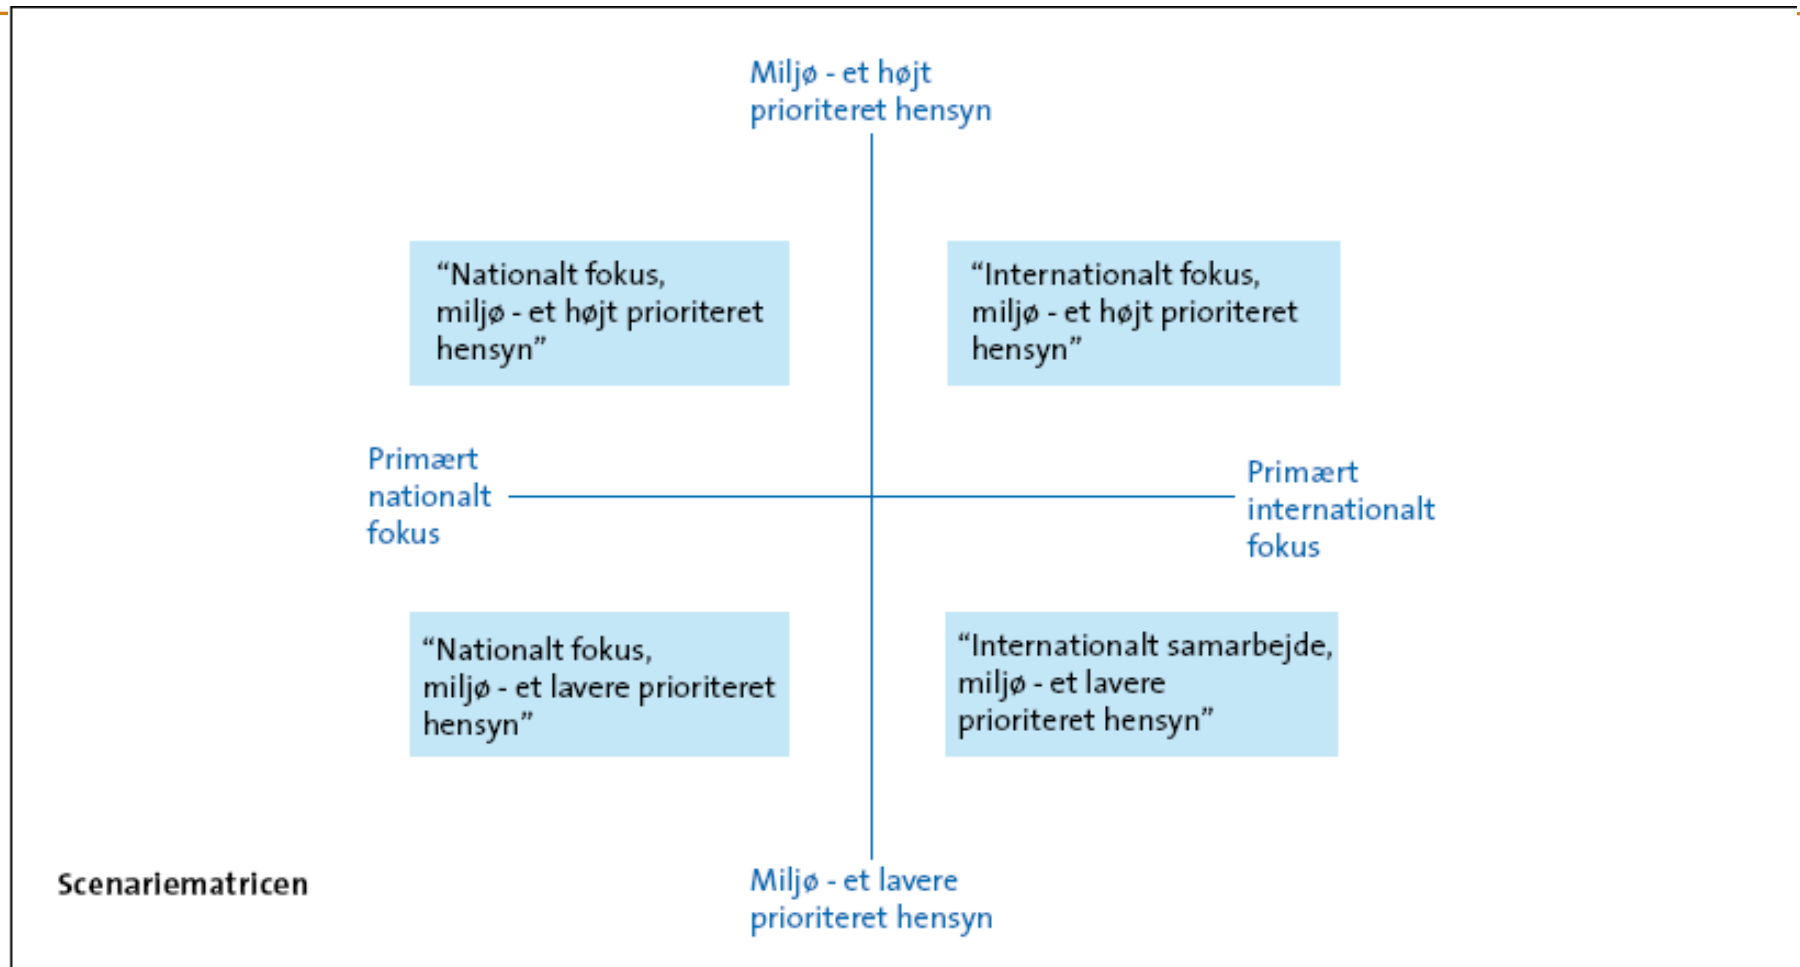 Miljø - et højt
prioriteret hensyn
“Nationalt fokus,
miljø - et højt prioriteret
hensyn”
“Internationalt fokus,
miljø - et højt prioriteret
hensyn”
Primært
nationalt
fokus
Primært
internationalt
fokus
“Nationalt fokus,
miljø - et lavere prioriteret
hensyn”
“Internationalt samarbejde,
miljø - et lavere
prioriteret hensyn”
Scenariematricen
Miljø - et lavere
prioriteret hensyn